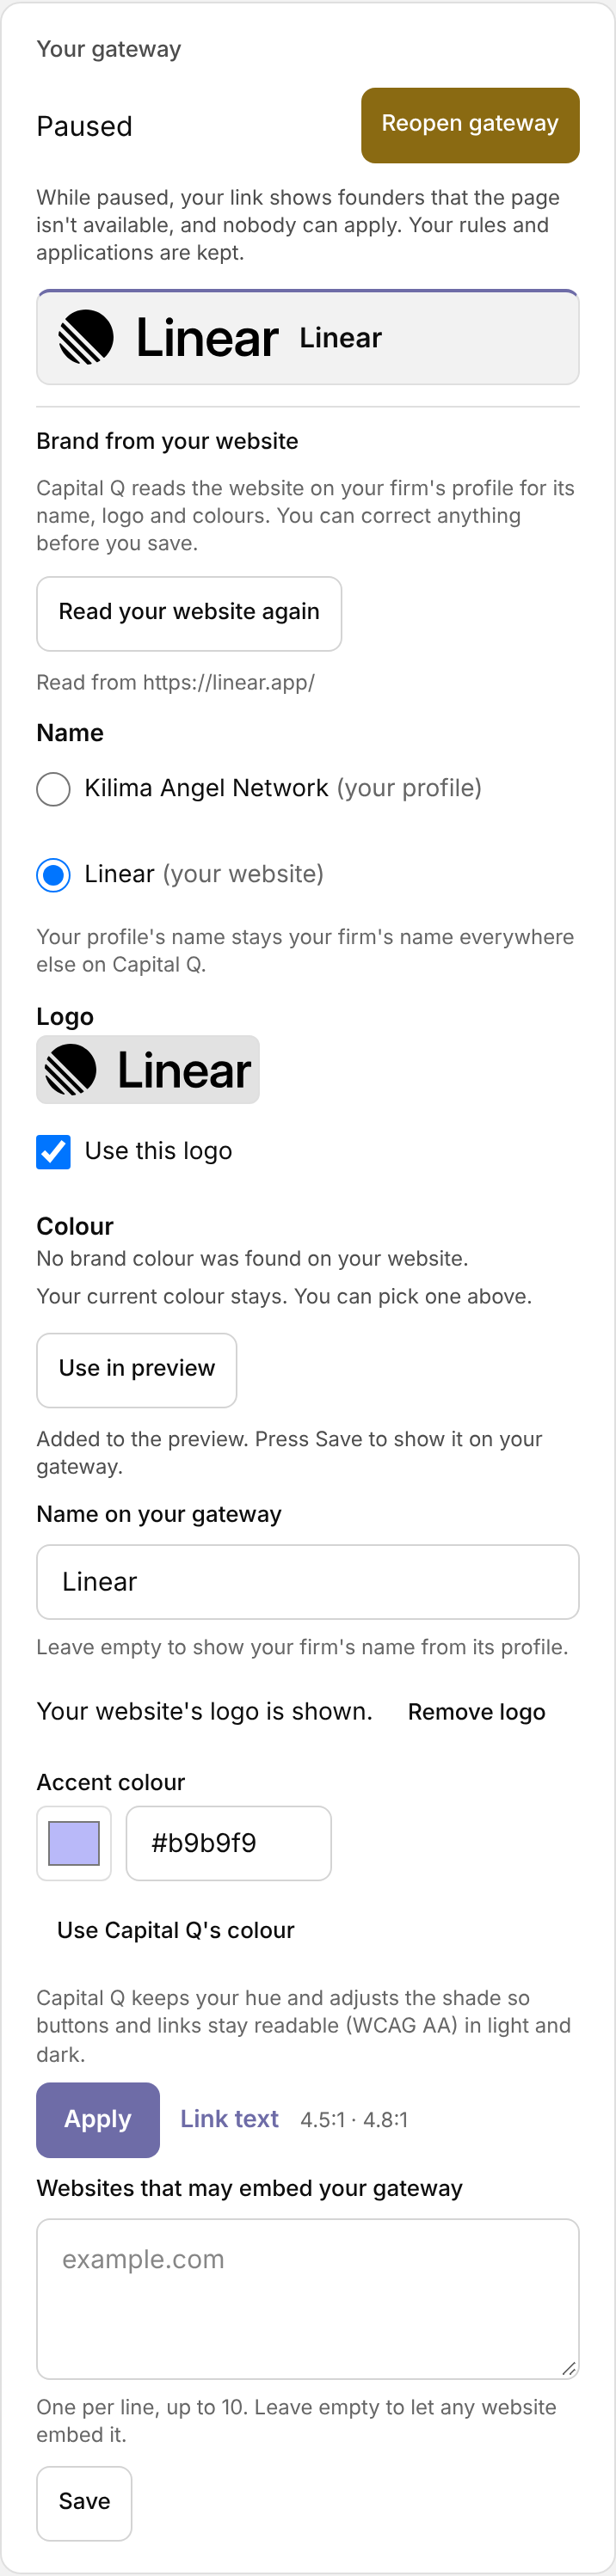 Your gateway
Paused
Reopen gateway
While paused, your link shows founders that the page
isn't available, and nobody can apply. Your rules and
applications are kept.
Linear Linear
Brand from your website
Capital Q reads the website on your firm's profile for its
name, logo and colours. You can correct anything
before you save.
Read your website again
Read from https://linear.app/
Name
Kilima Angel Network (your profile)
Linear (your website)
Your profile's name stays your firm's name everywhere
else on Capital Q.
Logo
Linear
Use this logo
Colour
No brand colour was found on your website.
Your current colour stays. You can pick one above.
Use in preview
Added to the preview. Press Save to show it on your
gateway.
Name on your gateway
Linear
Leave empty to show your firm's name from its profile.
Your website's logo is shown. Remove logo
Accent colour
#b9b9f9
Use Capital Q's colour
Capital Q keeps your hue and adjusts the shade so
buttons and links stay readable (WCAG AA) in light and
dark.
Apply Link text 4.5:1 · 4.8:1
Websites that may embed your gateway
example.com
One per line, up to 10. Leave empty to let any website
embed it.
Save